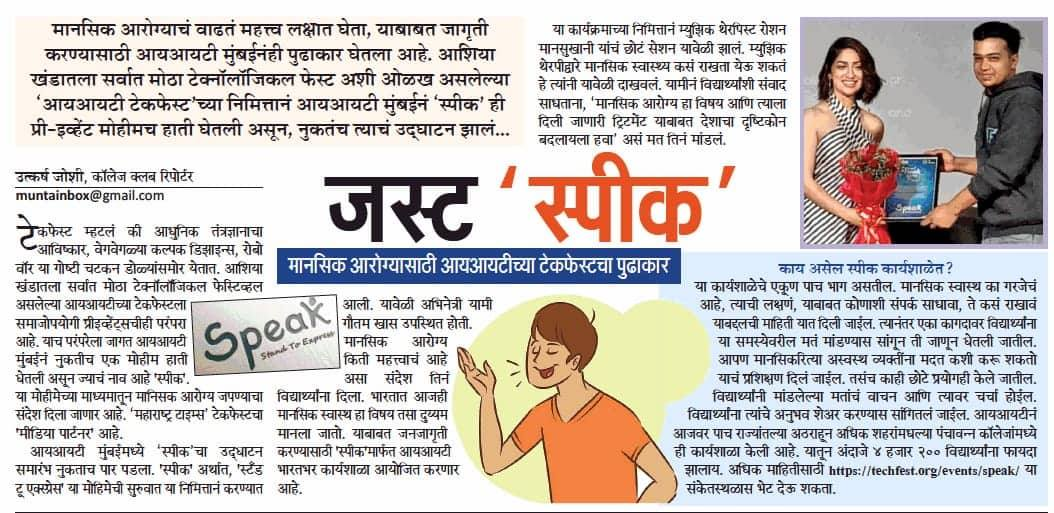 मानसिक आरोग्याचं वाढतं महत्त्व लक्षात घेता, याबाबत जागृती
करण्यासाठी आयआयटी मुंबईनंही पुढाकार घेतला आहे. आशिया
खंडातला सर्वात मोठा टेक्नॉलॉजिकल फेस्ट अशी ओळख असलेल्या
‘आयआयटी टेकफेस्ट’च्या निमित्तानं आयआयटी मुंबईनं ‘स्पीक’ ही
प्री-इव्हेंट मोहीमच हाती घेतली असून, नुकतंच त्याचं उद्घाटन झालं...
उत्कर्ष जोशी, कॉलेज क्लब रिपोर्टर
muntainbox@gmail.com
जस्ट ‘स्पीक’
मानसिक आरोग्यासाठी आयआयटीच्या टेकफेस्टचा पुढाकार
टेकफेस्ट म्हटलं की आधुनिक तंत्रज्ञानाचा
आविष्कार, वेगवेगळ्या कल्पक डिझाइन्स, रोबो
वॉर या गोष्टी चटकन डोळ्यांसमोर येतात. आशिया
खंडातला सर्वात मोठा टेक्नॉलॉजिकल फेस्टिव्हल
असलेल्या आयआयटीच्या टेकफेस्टला
समाजोपयोगी प्रीइव्हेंट्सचीही परंपरा
आहे. याच परंपरेला जागत आयआयटी
मुंबईनं नुकतीच एक मोहीम हाती
घेतली असून ज्याचं नाव आहे 'स्पीक'.
या मोहीमेच्या माध्यमातून मानिसक आरोग्य जपण्याचा
संदेश दिला जाणार आहे. ‘महाराष्ट्र टाइम्स’ टेकफेस्टचा
'मीडिया पार्टनर' आहे.
आयआयटी मुंबईमध्ये ‘स्पीक’चा उद्घाटन
समारंभ नुकताच पार पडला. 'स्पीक' अर्थात, 'स्टँड
टू एक्स्प्रेस' या मोहिमेची सुरुवात या निमित्तानं करण्यात
Speak
Stand To Express
आली. यावेळी अभिनेत्री यामी
गौतम खास उपस्थित होती.
मानसिक आरोग्य
किती महत्त्वाचं आहे
असा संदेश तिनं
विद्यार्थ्यांना दिला. भारतात आजही
मानसिक स्वास्थ हा विषय तसा दुय्यम
मानला जातो. याबाबत जनजागृती
करण्यासाठी 'स्पीक'मार्फत आयआयटी
भारतभर कार्यशाळा आयोजित करणार
आहे.
या कार्यक्रमाच्या निमित्तानं म्युझिक थेरपिस्ट रोशन
मानसुखानी यांचं छोटं सेशन यावेळी झालं. म्युझिक
थेरपीद्वारे मानसिक स्वास्थ्य कसं राखता येऊ शकतं
हे त्यांनी यावेळी दाखवलं. यामीनं विद्यार्थ्यांशी संवाद
साधताना, ‘मानसिक आरोग्य हा विषय आणि त्याला
दिली जाणारी ट्रिटमेंट याबाबत देशाचा दृष्टिकोन
बदलायला हवा’ असं मत तिनं मांडलं.
Speak
काय असेल स्पीक कार्यशाळेत?
या कार्यशाळेचे एकुण पाच भाग असतील. मानसिक स्वास्थ का गरजेचं
आहे, त्याची लक्षणं, याबाबत कोणाशी संपर्क साधावा, ते कसं राखावं
याबद्दलची माहिती यात दिली जाईल. त्यानंतर एका कागदावर विद्यार्थ्यांना
या समस्येवरील मतं मांडण्यास सांगून ती जाणून घेतली जातील.
आपण मानसिकरित्या अस्वस्थ व्यक्तींना मदत कशी करू शकतो
याचं प्रशिक्षण दिलं जाईल. तसंच काही छोटे प्रयोगही केले जातील.
विद्यार्थ्यांनी मांडलेल्या मतांचं वाचन आणि त्यावर चर्चा होईल.
विद्यार्थ्यांना त्यांचे अनुभव शेअर करण्यास सांगितलं जाईल. आयआयटीनं
आजवर पाच राज्यांतल्या अठराहून अधिक शहरांमधल्या पंचावन्न कॉलेजांमध्ये
ही कार्यशाळा केली आहे. यातून अंदाजे ४ हजार २०० विद्यार्थ्यांना फायदा
झालाय. अधिक माहितीसाठी https://techfest.org/events/speak/ या
संकेतस्थळास भेट देऊ शकता.